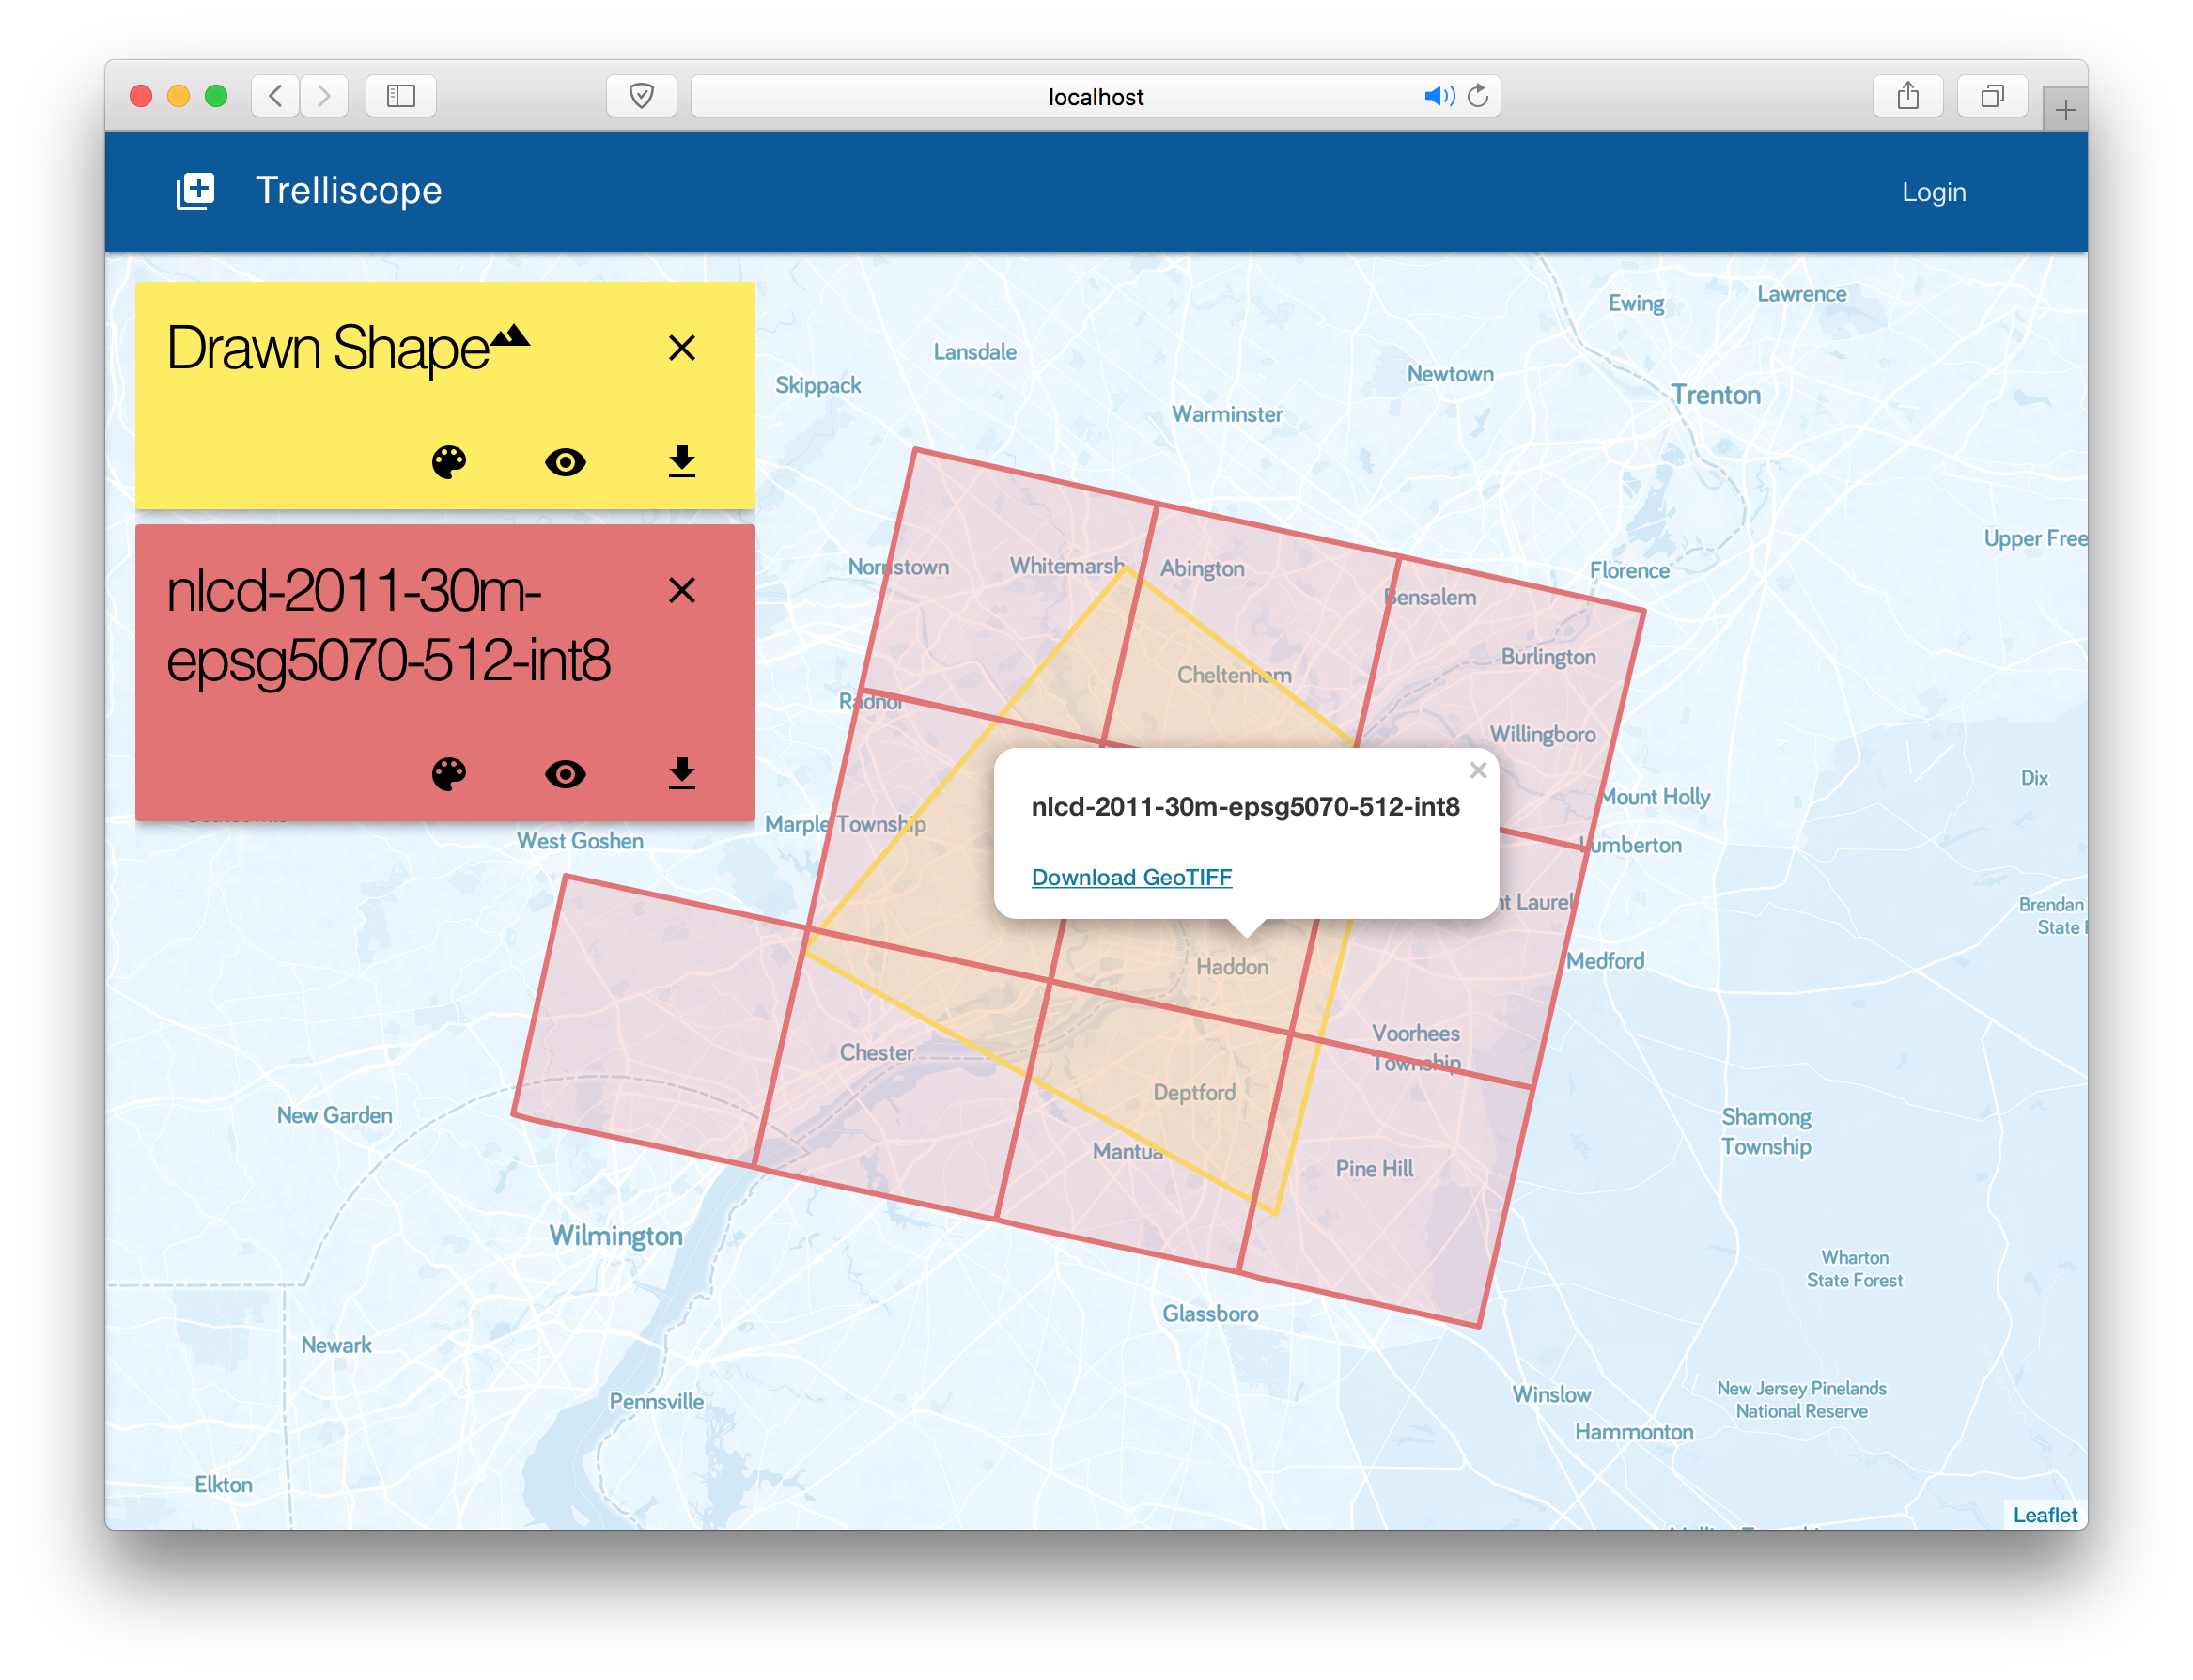 localhost
Trelliscope
Login
Drawn Shape
nlcd-2011-30m-
epsg5070-512-int8
nlcd-2011-30m-epsg5070-512-int8
Download GeoTIFF
Ewing
Lawrence
Lansdale
Skippack
Newtown
Trenton
Warminster
Upper Free
Norristown
Whitemarsh
Abington
Florence
Bensalem
Burlington
Cheltenham
Radnor
Willingboro
Dix
Mount Holly
Marple Township
West Goshen
Lumberton
nt Laurel
Brendan
State
Medford
Haddon
Voorhees
Township
Chester
Deptford
New Garden
Shamong
Township
Mantua
Pine Hill
Wilmington
Wharton
State Forest
Glassboro
Newark
Pennsville
Winslow
New Jersey Pinelands
National Reserve
Hammonton
Elkton
Leaflet